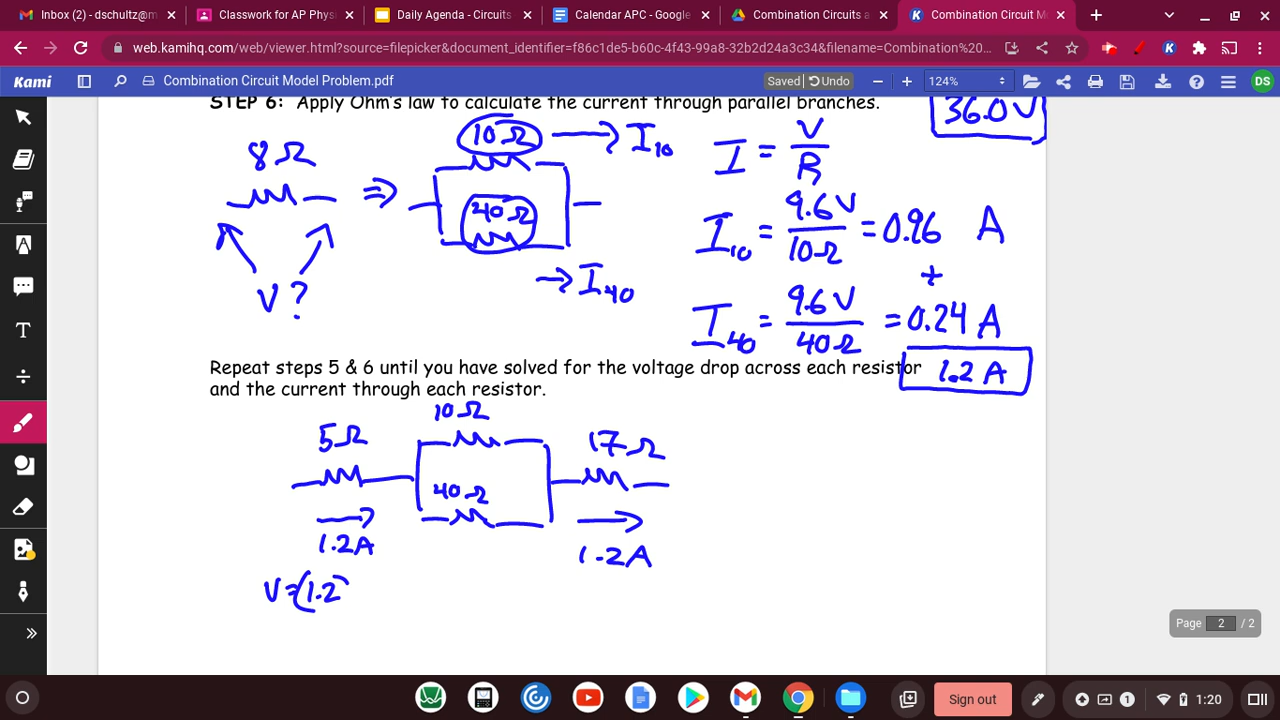 Inbox (10) - dschultz@m
Classwork for AP Physi
Daily Agenda - Circuits
Calendar APC - Google
Combination Circuits a
Combination Circuit M
web.kamihq.com/web/viewer.html?source=filepicker&document_identifier=f86c1de5-b60c-4f43-99a8-32b2d24a3c34&filename=Combination%20...
Kami
Combination Circuit Model Problem.pdf
Saved Undo
124%
DS
STEP 6: Apply Ohm's law to calculate the current through parallel branches.
36.0V
8Ω
⇒
10Ω
→ I10
40Ω
→ I40
V?
I = V/R
I10 = 9.6V/10Ω = 0.96 A
+
I40 = 9.6V/40Ω = 0.24 A
1.2 A
Repeat steps 5 & 6 until you have solved for the voltage drop across each resistor
and the current through each resistor.
5Ω
10Ω
40Ω
17Ω
1.2A
1.2A
V=(1.2)
Page 2 / 2
Sign out
1
1:20